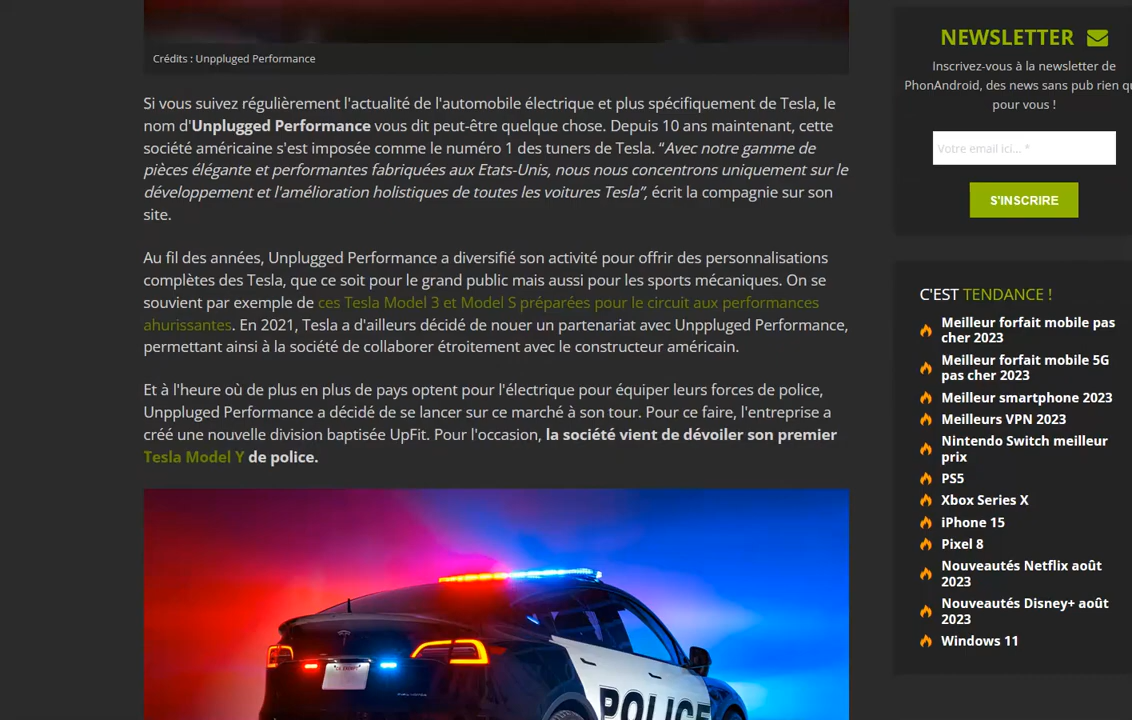 Crédits : Unppluged Performance
Si vous suivez régulièrement l'actualité de l'automobile électrique et plus spécifiquement de Tesla, le
nom d'Unplugged Performance vous dit peut-être quelque chose. Depuis 10 ans maintenant, cette
société américaine s'est imposée comme le numéro 1 des tuners de Tesla. “Avec notre gamme de
pièces élégante et performantes fabriquées aux Etats-Unis, nous nous concentrons uniquement sur le
développement et l'amélioration holistiques de toutes les voitures Tesla”, écrit la compagnie sur son
site.
Au fil des années, Unplugged Performance a diversifié son activité pour offrir des personnalisations
complètes des Tesla, que ce soit pour le grand public mais aussi pour les sports mécaniques. On se
souvient par exemple de ces Tesla Model 3 et Model S préparées pour le circuit aux performances
ahurissantes. En 2021, Tesla a d'ailleurs décidé de nouer un partenariat avec Unppluged Performance,
permettant ainsi à la société de collaborer étroitement avec le constructeur américain.
Et à l'heure où de plus en plus de pays optent pour l'électrique pour équiper leurs forces de police,
Unppluged Performance a décidé de se lancer sur ce marché à son tour. Pour ce faire, l'entreprise a
créé une nouvelle division baptisée UpFit. Pour l'occasion, la société vient de dévoiler son premier
Tesla Model Y de police.
POLICE
NEWSLETTER
Inscrivez-vous à la newsletter de
PhonAndroid, des news sans pub rien qu
pour vous !
Votre email ici... *
S'INSCRIRE
C'EST TENDANCE !
Meilleur forfait mobile pas
cher 2023
Meilleur forfait mobile 5G
pas cher 2023
Meilleur smartphone 2023
Meilleurs VPN 2023
Nintendo Switch meilleur
prix
PS5
Xbox Series X
iPhone 15
Pixel 8
Nouveautés Netflix août
2023
Nouveautés Disney+ août
2023
Windows 11